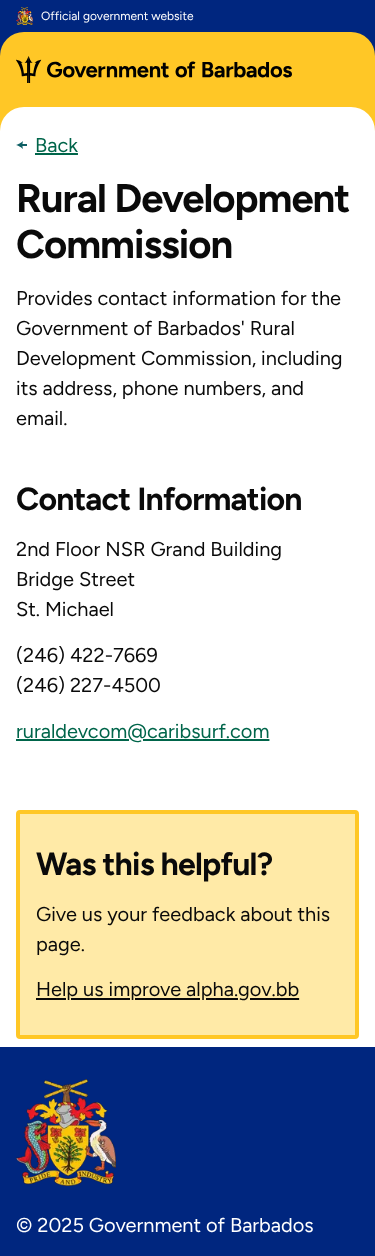 Official government website
Government of Barbados
Back
Rural Development
Commission
Provides contact information for the
Government of Barbados' Rural
Development Commission, including
its address, phone numbers, and
email.
Contact Information
2nd Floor NSR Grand Building
Bridge Street
St. Michael
(246) 422-7669
(246) 227-4500
ruraldevcom@caribsurf.com
Was this helpful?
Give us your feedback about this
page.
Help us improve alpha.gov.bb
PRIDE AND INDUSTRY
© 2025 Government of Barbados